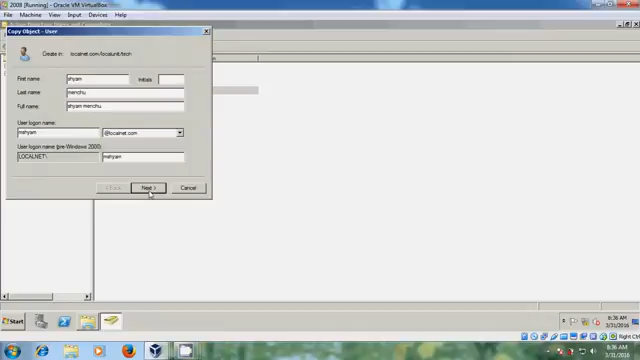 2008 [Running] - Oracle VM VirtualBox
File Machine View Input Devices Help
Copy Object - User
Create in: localnet.com/localunit/tech
First name: shyam Initials:
Last name: menchu
Full name: shyam menchu
User logon name:
mshyam @localnet.com
User logon name (pre-Windows 2000):
LOCALNET\ mshyam
< Back Next > Cancel
Start
8:36 AM
3/31/2016
Right Ctrl
8:36 AM
3/31/2016